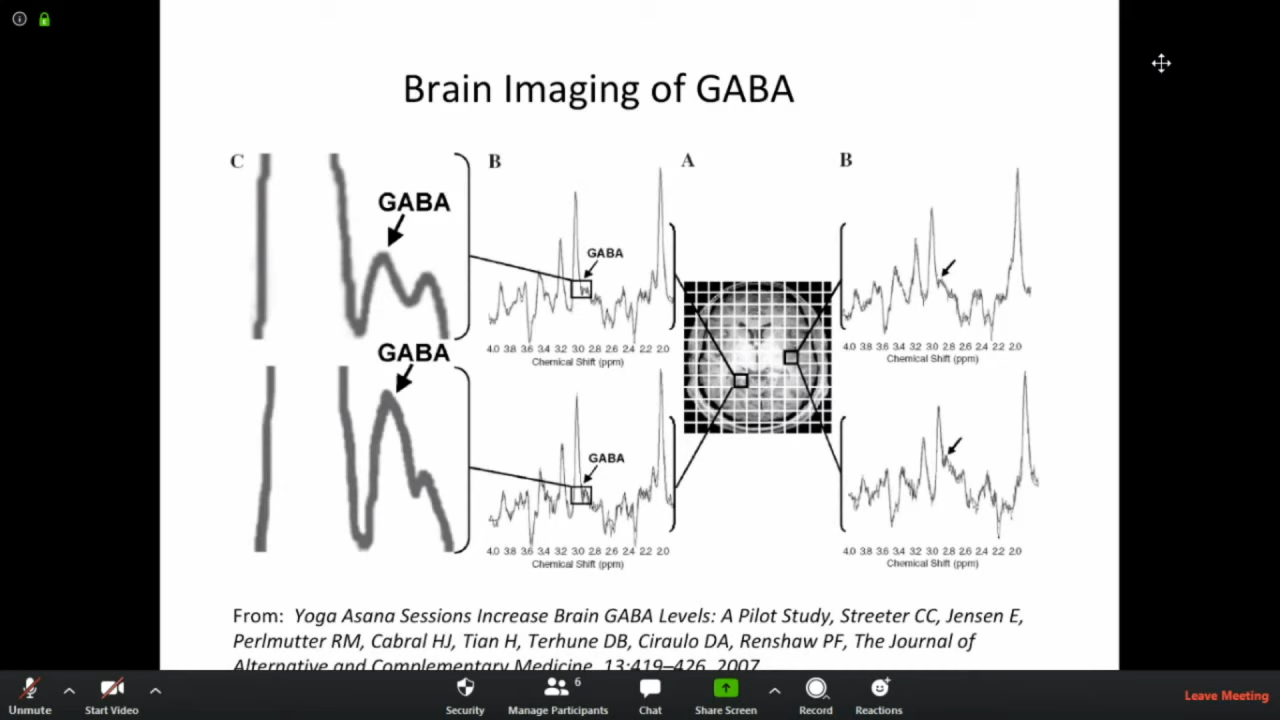 Brain Imaging of GABA
C
B
A
B
GABA
GABA
4.0 3.8 3.6 3.4 3.2 3.0 2.8 2.6 2.4 2.2 2.0
Chemical Shift (ppm)
4.0 3.8 3.6 3.4 3.2 3.0 2.8 2.6 2.4 2.2 2.0
Chemical Shift (ppm)
GABA
GABA
4.0 3.8 3.6 3.4 3.2 3.0 2.8 2.6 2.4 2.2 2.0
Chemical Shift (ppm)
4.0 3.8 3.6 3.4 3.2 3.0 2.8 2.6 2.4 2.2 2.0
Chemical Shift (ppm)
From: Yoga Asana Sessions Increase Brain GABA Levels: A Pilot Study, Streeter CC, Jensen E,
Perlmutter RM, Cabral HJ, Tian H, Terhune DB, Ciraulo DA, Renshaw PF, The Journal of
Alternative and Complementary Medicine, 13:419–426, 2007
6
Unmute
Start Video
Security
Manage Participants
Chat
Share Screen
Record
Reactions
Leave Meeting